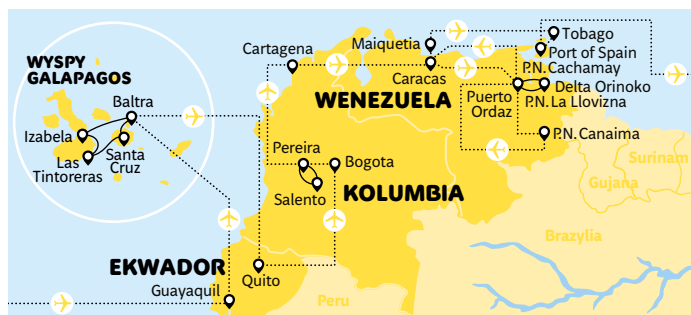 WYSPY
GALAPAGOS
Baltra
Izabela
Las
Tintoreras
Santa
Cruz
Cartagena
Maiquetia
Caracas
Tobago
Port of Spain
P.N. Cachamay
Delta Orinoko
P.N. La Llovizna
Puerto
Ordaz
P.N. Canaima
WENEZUELA
Pereira
Bogota
Salento
KOLUMBIA
Surinam
Gujana
Brazylia
EKWADOR
Quito
Guayaquil
Peru